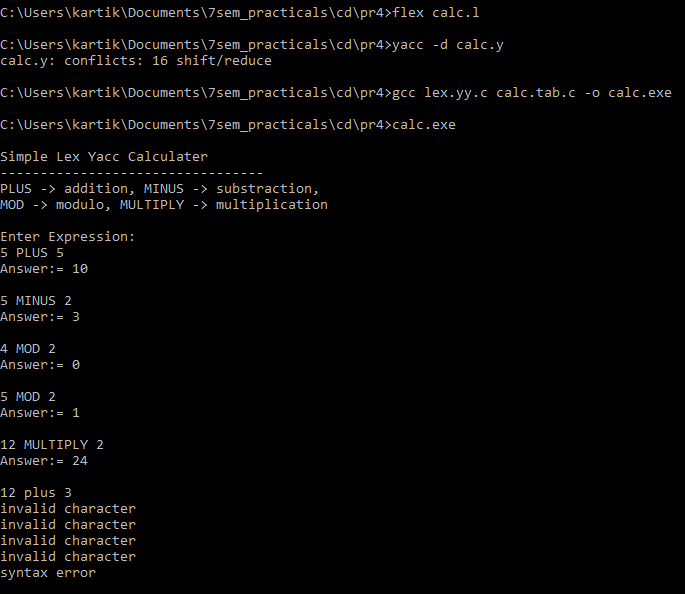 C:\Users\kartik\Documents\7sem_practicals\cd\pr4>flex calc.l
C:\Users\kartik\Documents\7sem_practicals\cd\pr4>yacc -d calc.y
calc.y: conflicts: 16 shift/reduce
C:\Users\kartik\Documents\7sem_practicals\cd\pr4>gcc lex.yy.c calc.tab.c -o calc.exe
C:\Users\kartik\Documents\7sem_practicals\cd\pr4>calc.exe
Simple Lex Yacc Calculater
---------------------------------
PLUS -> addition, MINUS -> substraction,
MOD -> modulo, MULTIPLY -> multiplication
Enter Expression:
5 PLUS 5
Answer:= 10
5 MINUS 2
Answer:= 3
4 MOD 2
Answer:= 0
5 MOD 2
Answer:= 1
12 MULTIPLY 2
Answer:= 24
12 plus 3
invalid character
invalid character
invalid character
invalid character
syntax error